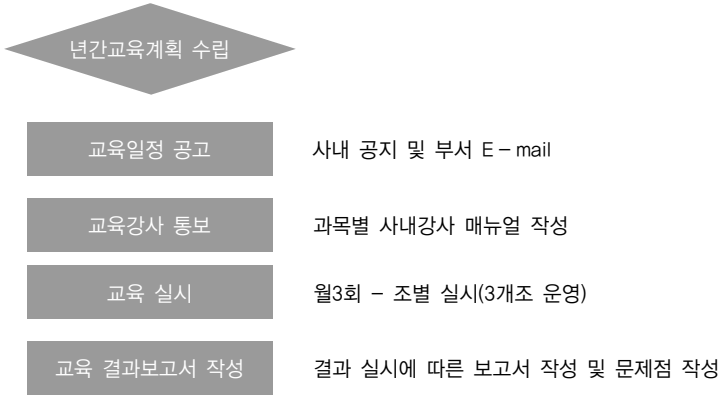 년간교육계획 수립
교육일정 공고 사내 공지 및 부서 E-mail
교육강사 통보 과목별 사내강사 매뉴얼 작성
교육 실시 월3회 - 조별 실시(3개조 운영)
교육 결과보고서 작성 결과 실시에 따른 보고서 작성 및 문제점 작성